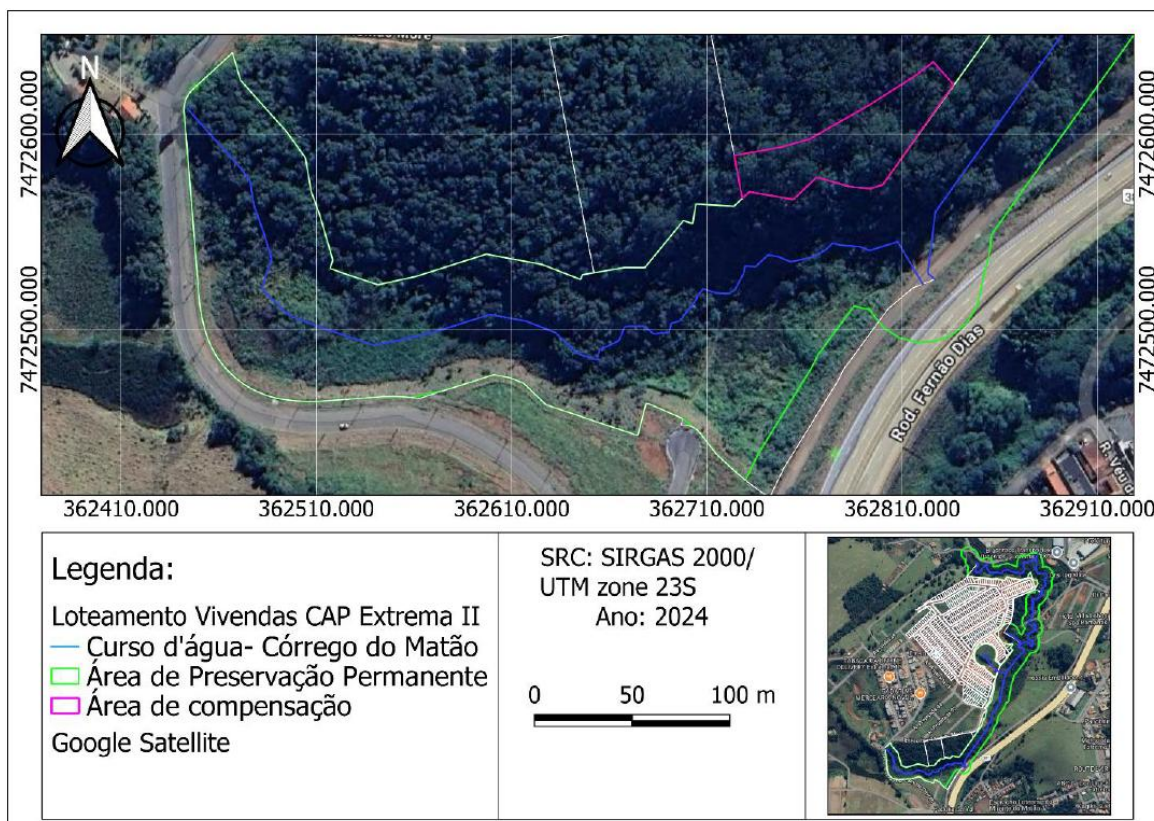 N
Rod. Fernão Dias
7472600.000
7472500.000
7472600.000
7472500.000
362410.000
362510.000
362610.000
362710.000
362810.000
362910.000
Legenda:
Loteamento Vivendas CAP Extrema II
Curso d'água- Córrego do Matão
Área de Preservação Permanente
Área de compensação
Google Satellite
SRC: SIRGAS 2000/
UTM zone 23S
Ano: 2024
0 50 100 m